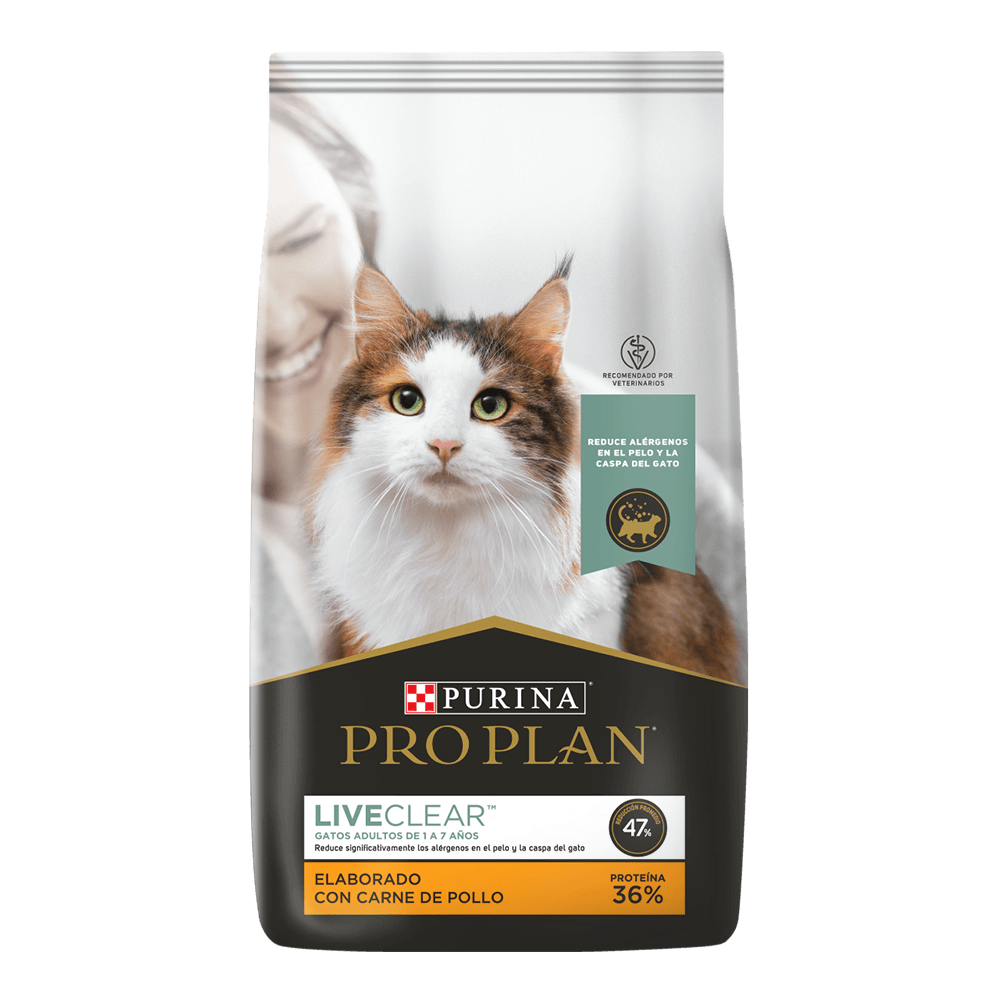 RECOMENDADO POR
VETERINARIOS
REDUCE ALÉRGENOS
EN EL PELO Y LA
CASPA DEL GATO
PURINA®
PRO PLAN®
LIVECLEAR™
GATOS ADULTOS DE 1 A 7 AÑOS
Reduce significativamente los alérgenos en el pelo y la caspa del gato
REDUCCIÓN PROMEDIO
47%
ELABORADO
CON CARNE DE POLLO
PROTEÍNA
36%